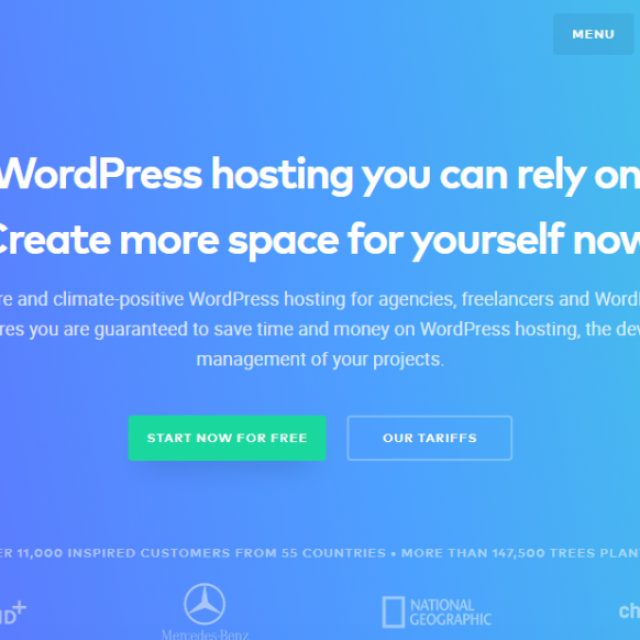 MENU
WordPress hosting you can rely on
Create more space for yourself now
re and climate-positive WordPress hosting for agencies, freelancers and Word
res you are guaranteed to save time and money on WordPress hosting, the dev
management of your projects.
START NOW FOR FREE
OUR TARIFFS
ER 11,000 INSPIRED CUSTOMERS FROM 55 COUNTRIES • MORE THAN 147,500 TREES PLAN
ND+
Mercedes-Benz
NATIONAL
GEOGRAPHIC
ch